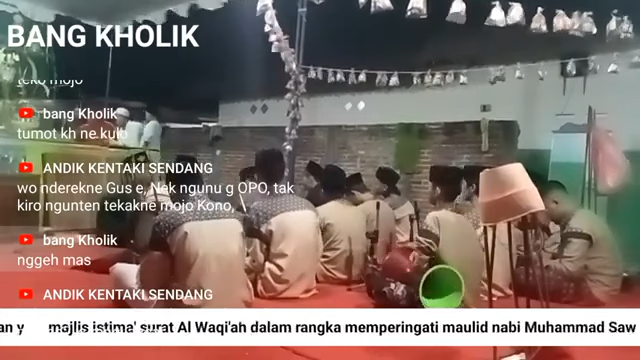 BANG KHOLIK
teko mojo
bang Kholik
tumot kh ne.kulo
ANDIK KENTAKI SENDANG
wo nderekne Gus e, Nek ngunu g OPO, tak
kiro ngunten tekakne mojo Kono,
bang Kholik
nggeh mas
ANDIK KENTAKI SENDANG
majlis istima' surat Al Waqi'ah dalam rangka memperingati maulid nabi Muhammad Saw